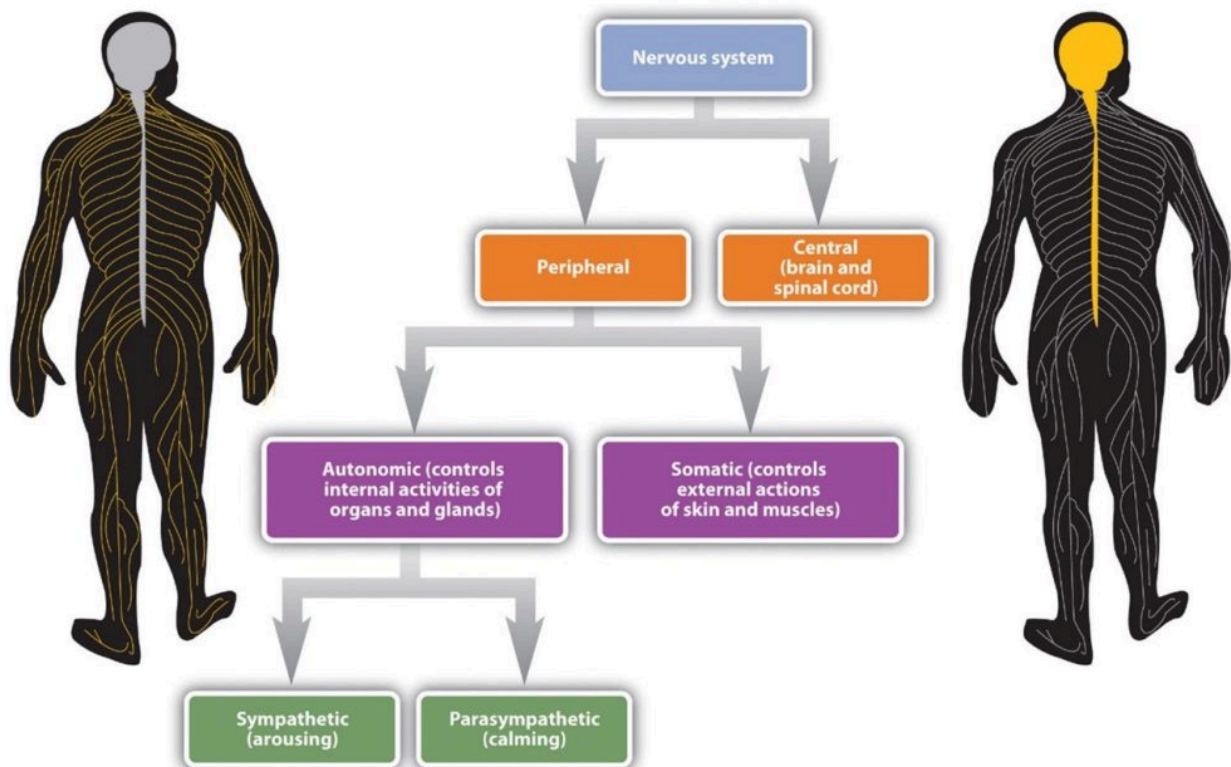 Nervous system
Peripheral
Central
(brain and
spinal cord)
Autonomic (controls
internal activities of
organs and glands)
Somatic (controls
external actions
of skin and muscles)
Sympathetic
(arousing)
Parasympathetic
(calming)